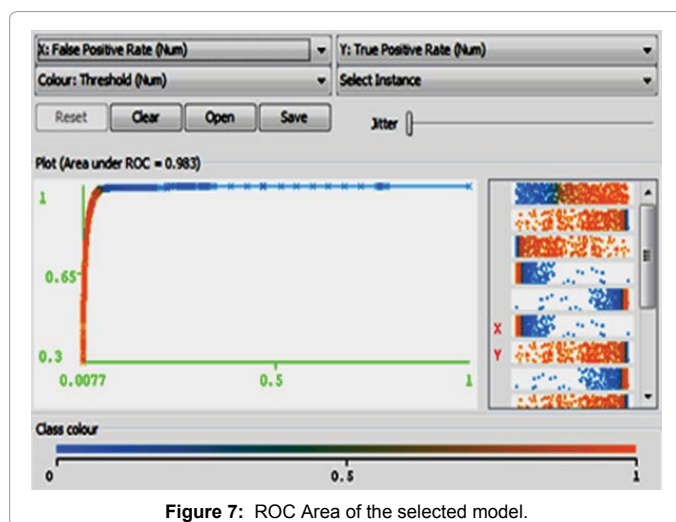 X: False Positive Rate (Num)
Y: True Positive Rate (Num)
Colour: Threshold (Num)
Select Instance
Reset
Clear
Open
Save
Jitter
Plot (Area under ROC = 0.983)
1
0.65
0.3
0.0077
0.5
1
X
Y
Class colour
0
0.5
1
Figure 7: ROC Area of the selected model.